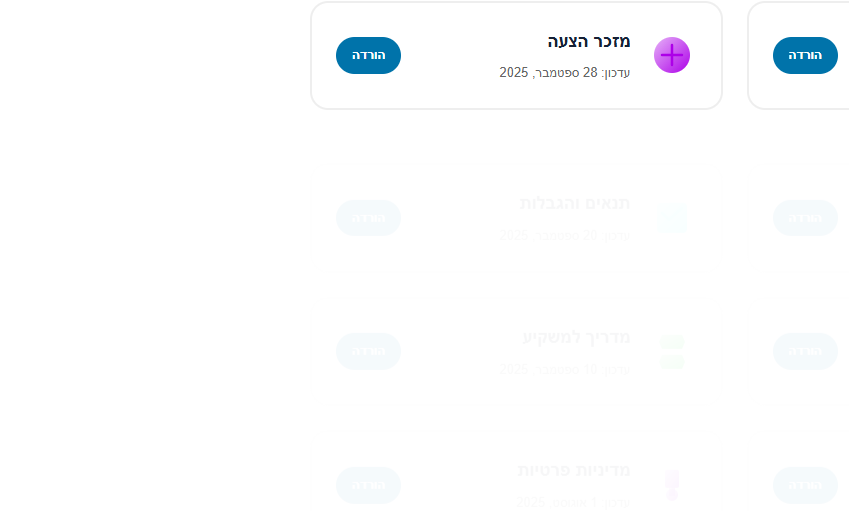 הורדה
מזכר הצעה
עדכון: 28 ספטמבר, 2025
הורדה
הורדה
תנאים והגבלות
עדכון: 20 ספטמבר, 2025
הורדה
הורדה
מדריך למשקיע
עדכון: 15 ספטמבר, 2025
הורדה
הורדה
מדיניות פרטיות
עדכון: 1
2025
הורדה